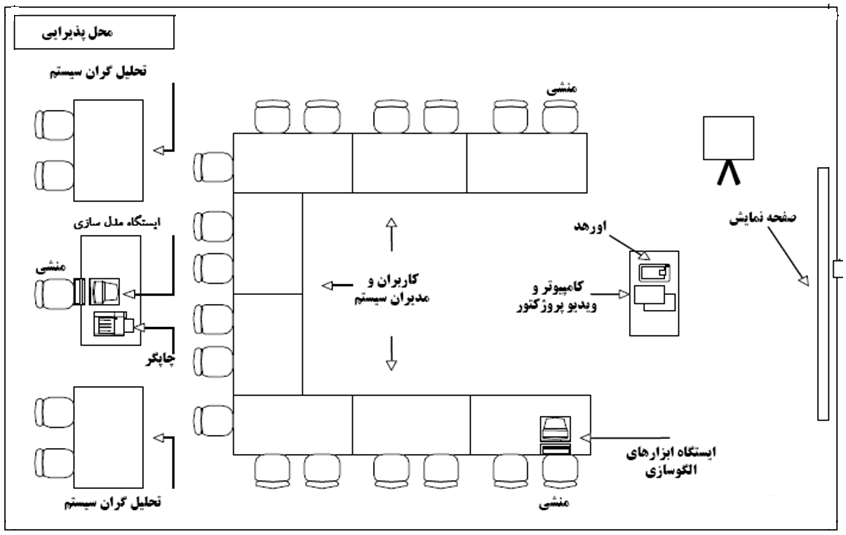 محل پذیرایی
تحلیل گران سیستم
منشی
ایستگاه مدل سازی
صفحه نمایش
اورهد
منشی
کاربران و
مدیران سیستم
کامپیوتر و
ویدیو پروژکتور
چاپگر
ایستگاه ابزارهای
الگوسازی
تحلیل گران سیستم
منشی